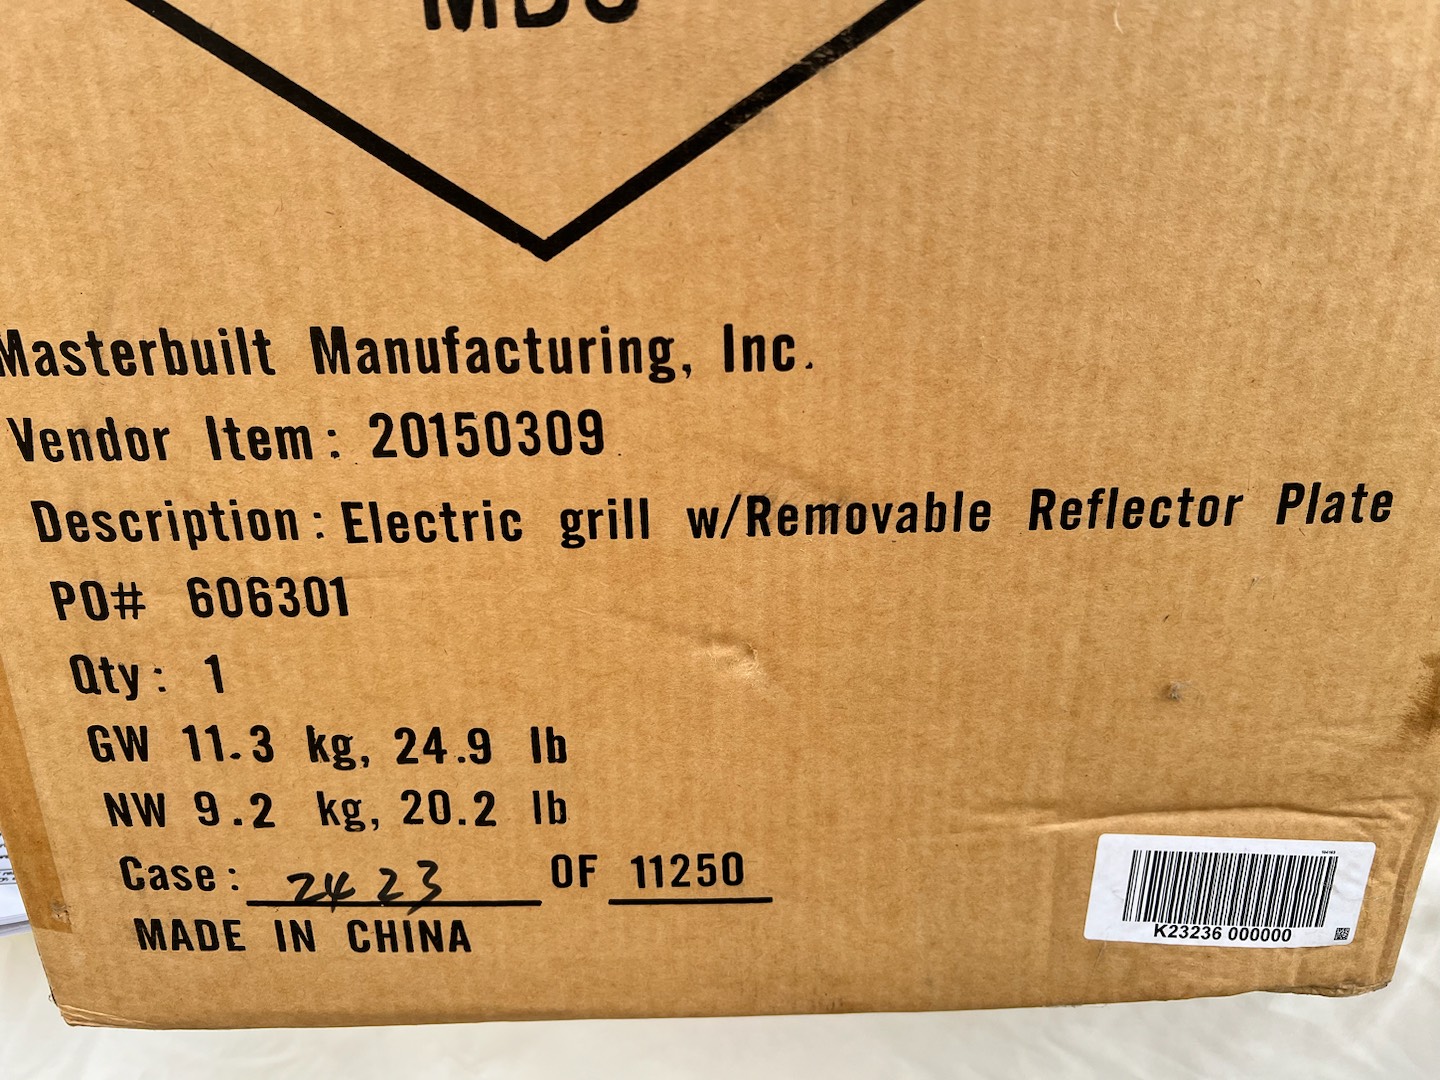 Masterbuilt Manufacturing, Inc.
Vendor Item: 20150309
Description: Electric grill w/Removable Reflector Plate
PO# 606301
Qty: 1
GW 11.3 kg, 24.9 lb
NW 9.2 kg, 20.2 lb
Case: 2423 OF 11250
MADE IN CHINA
K23236 000000